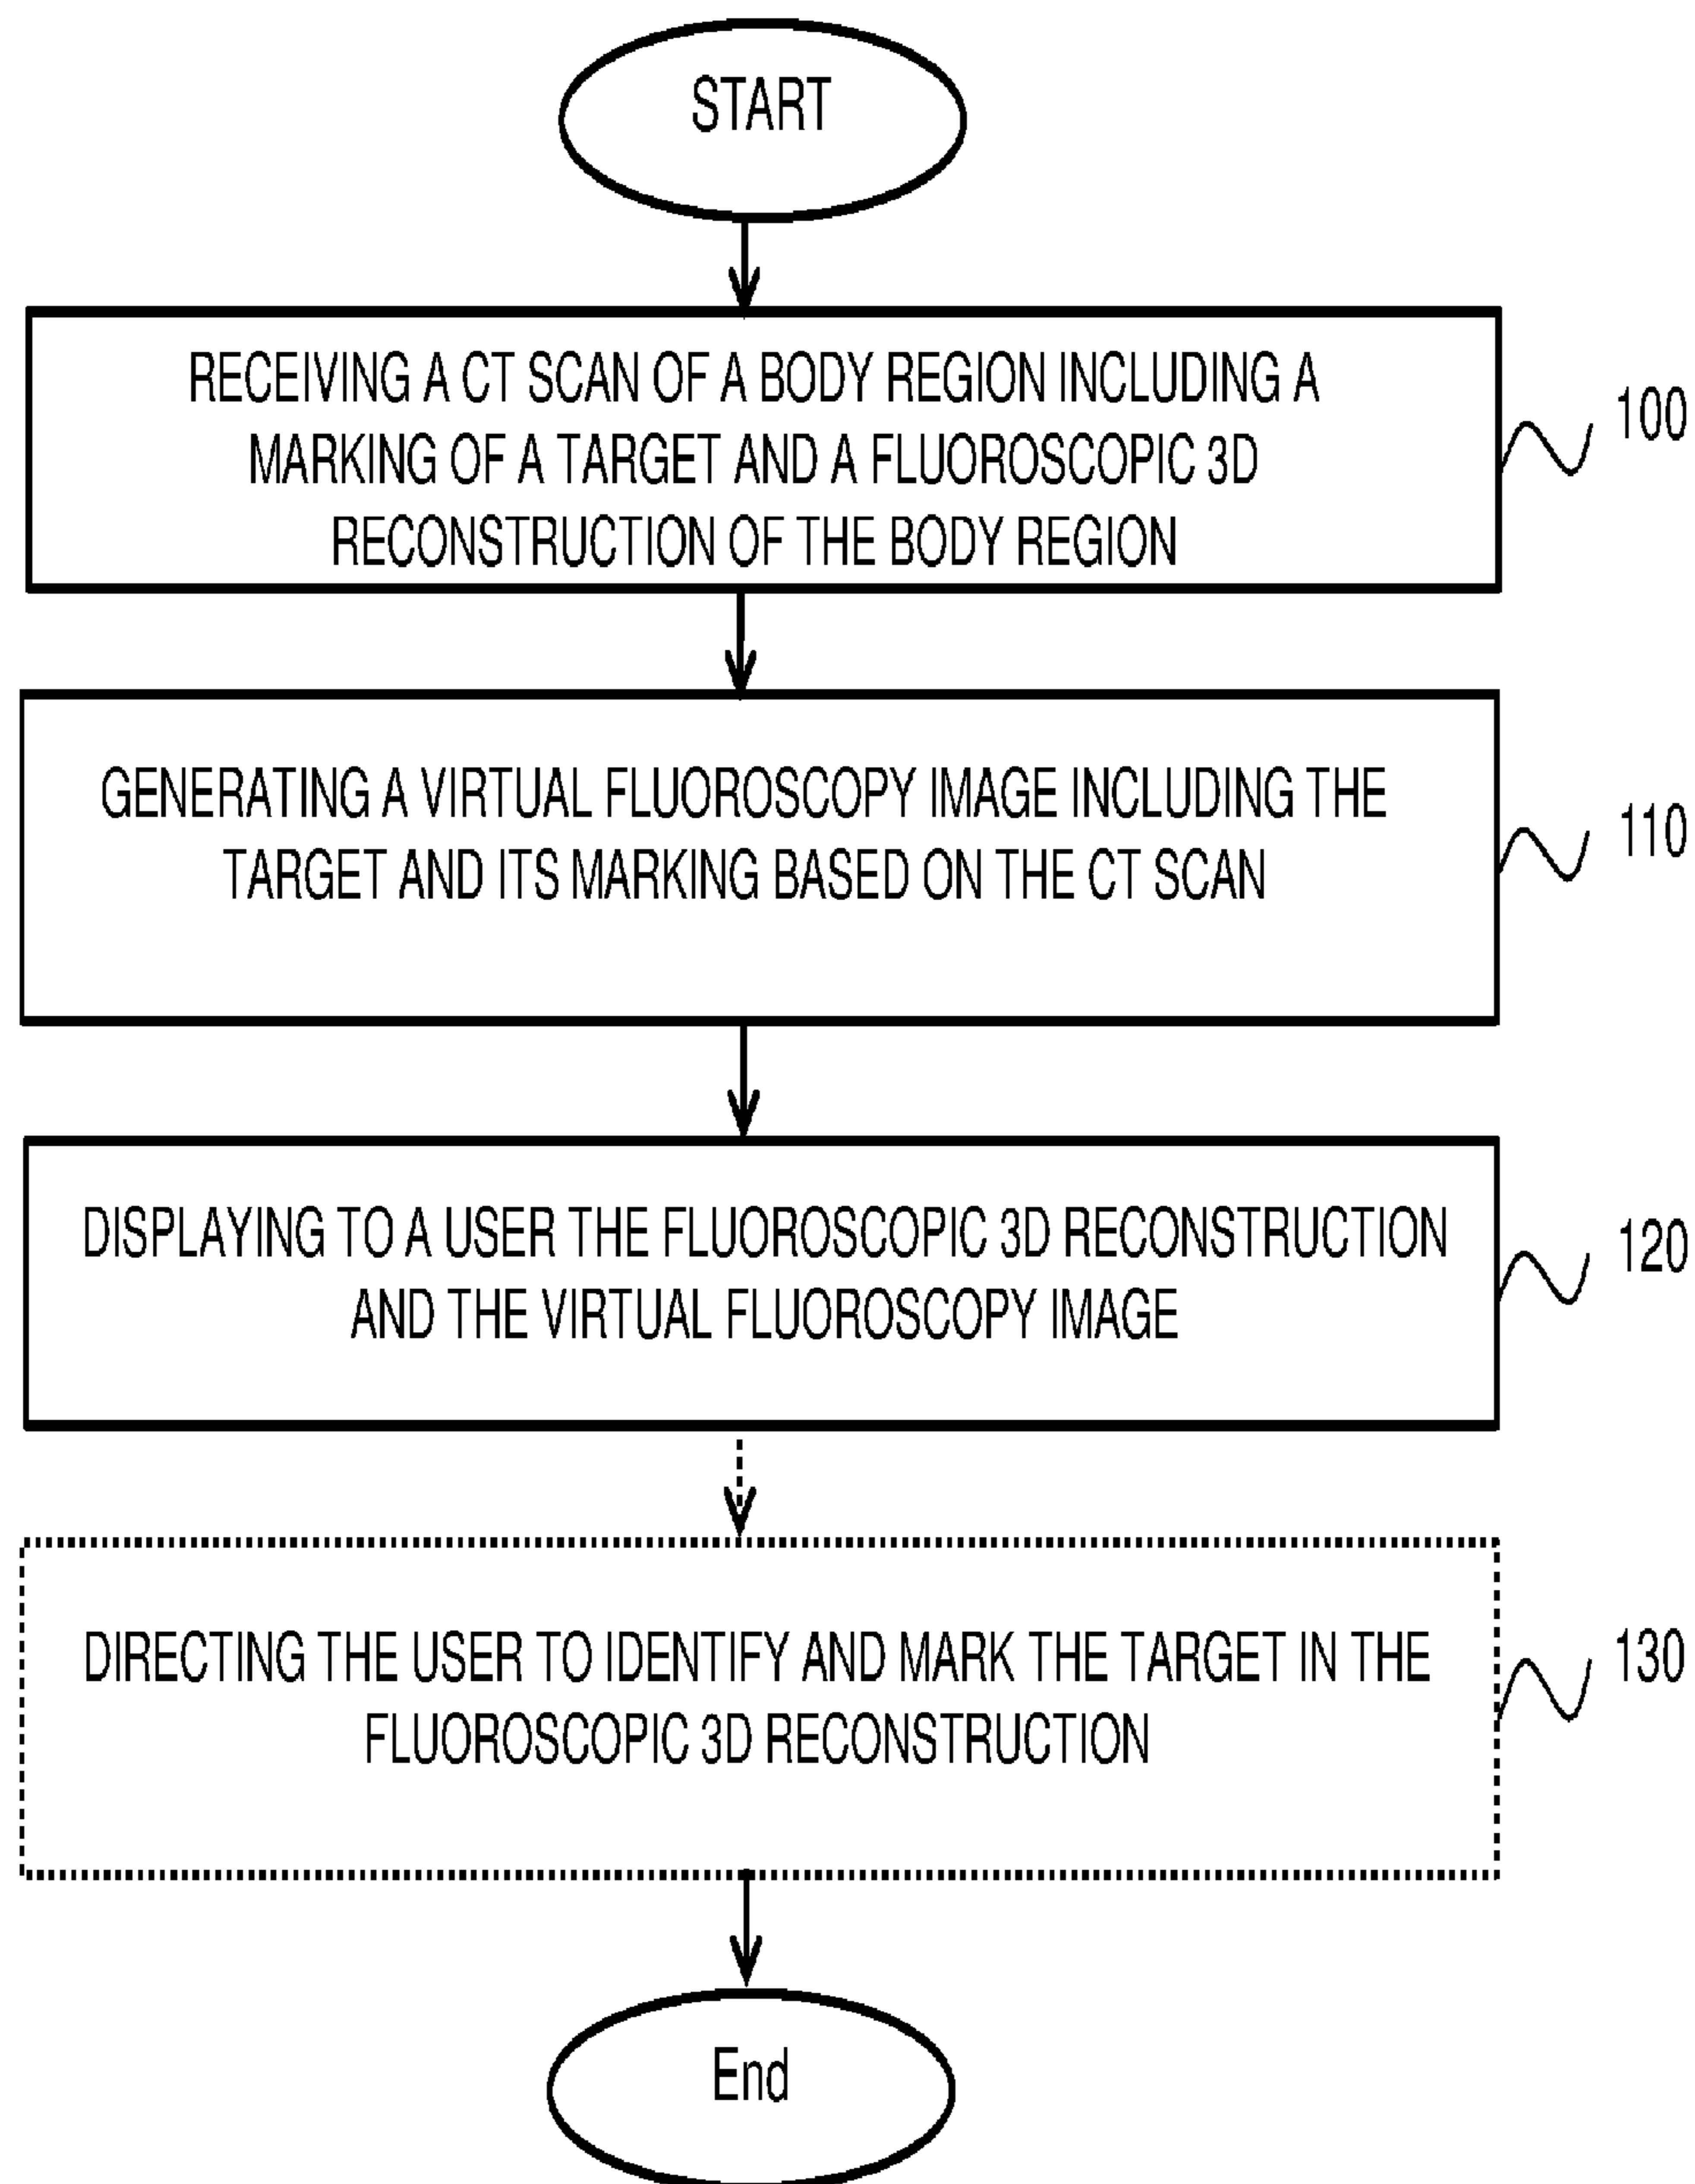 START
RECEIVING A CT SCAN OF A BODY REGION INCLUDING A
MARKING OF A TARGET AND A FLUOROSCOPIC 3D
RECONSTRUCTION OF THE BODY REGION
100
GENERATING A VIRTUAL FLUOROSCOPY IMAGE INCLUDING THE
TARGET AND ITS MARKING BASED ON THE CT SCAN
110
DISPLAYING TO A USER THE FLUOROSCOPIC 3D RECONSTRUCTION
AND THE VIRTUAL FLUOROSCOPY IMAGE
120
DIRECTING THE USER TO IDENTIFY AND MARK THE TARGET IN THE
FLUOROSCOPIC 3D RECONSTRUCTION
130
End